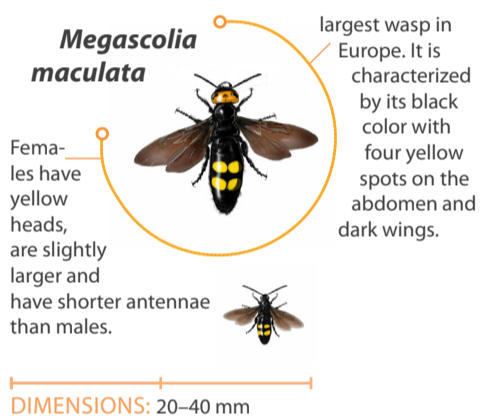 Megascolia
maculata
largest wasp in
Europe. It is
characterized
by its black
color with
four yellow
spots on the
abdomen and
dark wings.
Fema-
les have
yellow
heads,
are slightly
larger and
have shorter antennae
than males.
DIMENSIONS: 20–40 mm